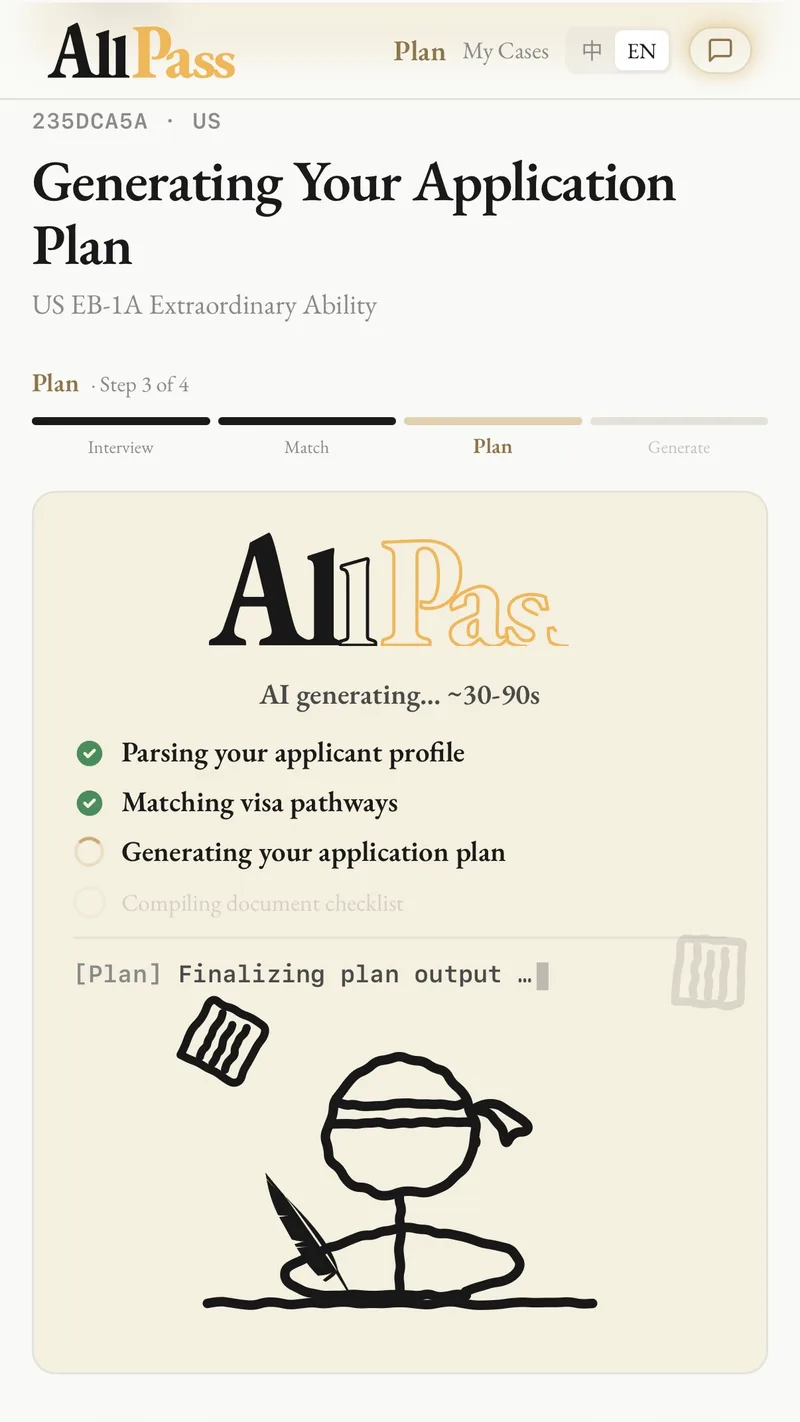 AllPass
Plan My Cases 中 EN
235DCA5A · US
Generating Your Application
Plan
US EB-1A Extraordinary Ability
Plan · Step 3 of 4
Interview Match Plan Generate
AllPas
AI generating... ~30-90s
Parsing your applicant profile
Matching visa pathways
Generating your application plan
Compiling document checklist
[Plan] Finalizing plan output …